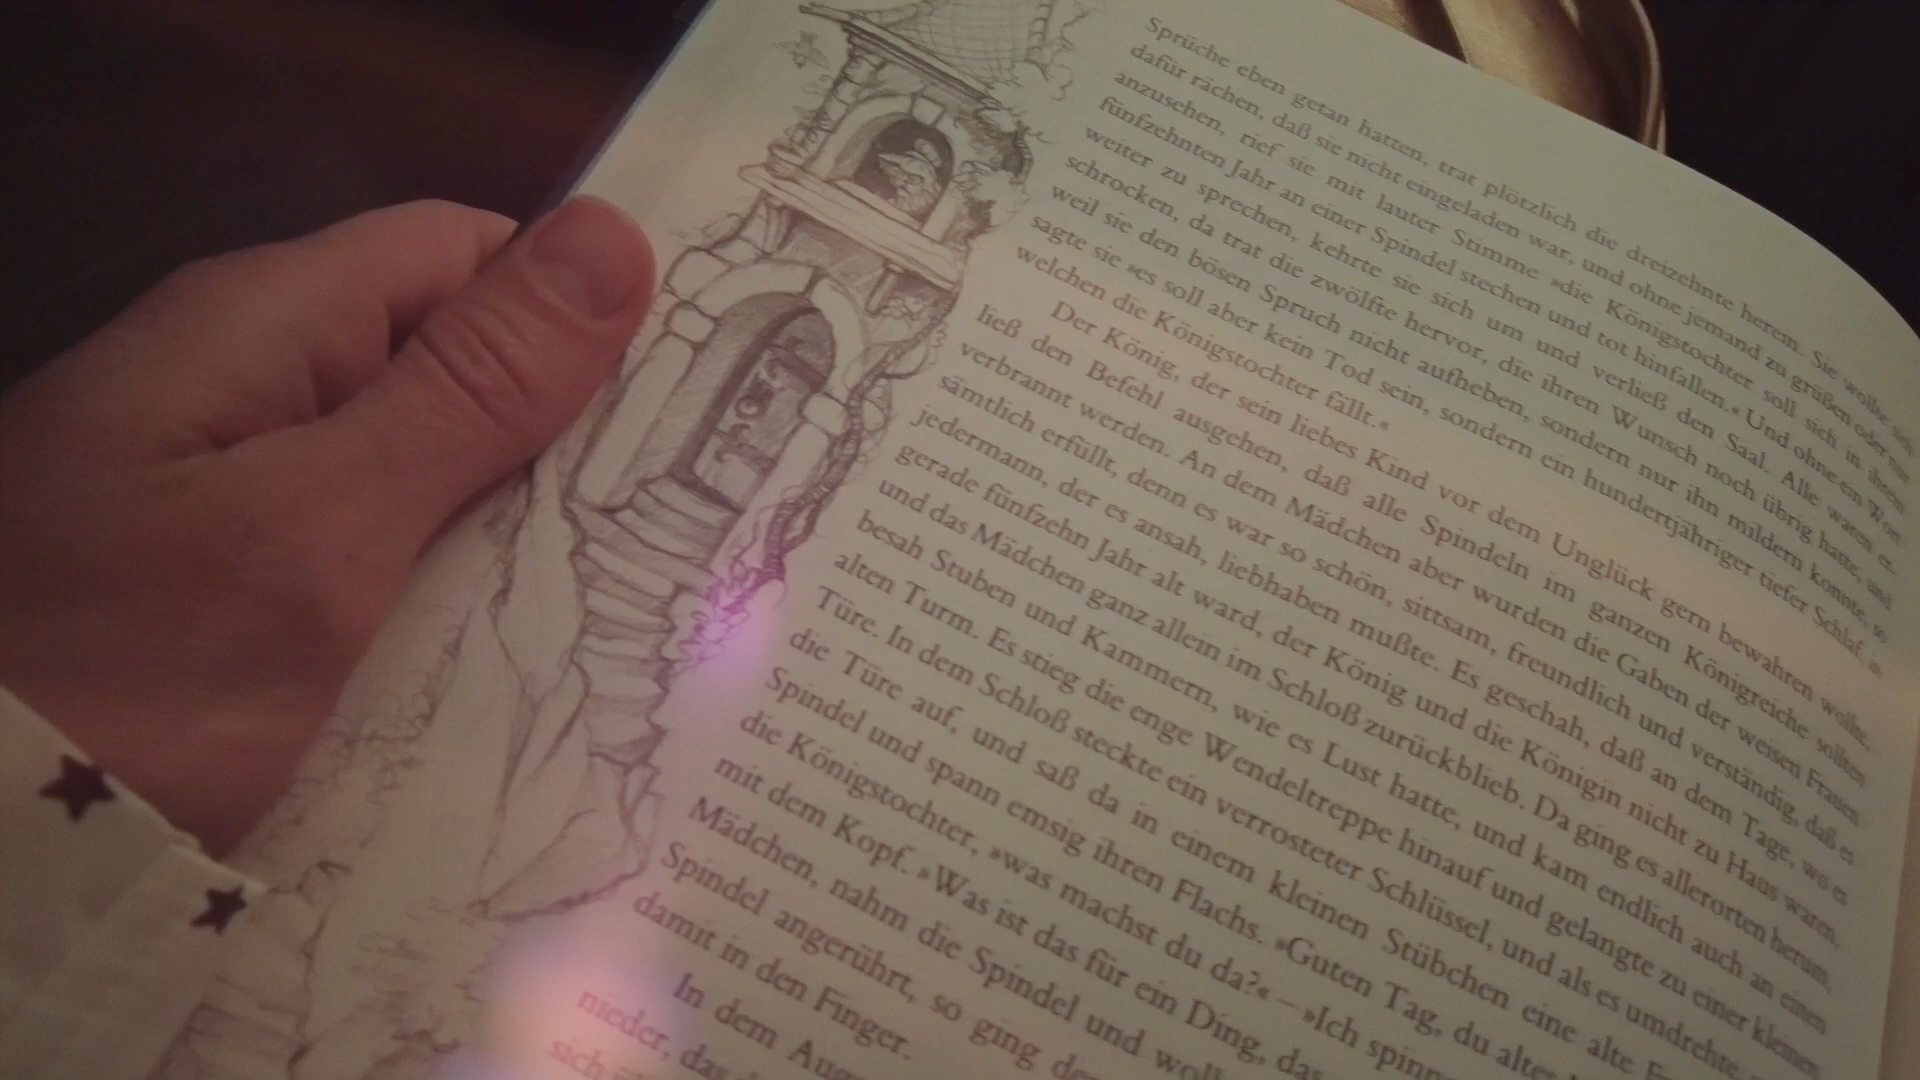 Sprüche eben getan hatten, trat plötzlich die dreizehnte herein. Sie wollte sich
dafür rächen, daß sie nicht eingeladen war, und ohne jemand zu grüßen oder nur
anzusehen, rief sie mit lauter Stimme »die Königstochter soll sich in ihrem
fünfzehnten Jahr an einer Spindel stechen und tot hinfallen.« Und ohne ein Wort
weiter zu sprechen, kehrte sie sich um und verließ den Saal. Alle waren er-
schrocken, da trat die zwölfte hervor, die ihren Wunsch noch übrig hatte, und
weil sie den bösen Spruch nicht aufheben, sondern nur ihn mildern konnte, so
sagte sie »es soll aber kein Tod sein, sondern ein hundertjähriger tiefer Schlaf, in
welchen die Königstochter fällt.«
Der König, der sein liebes Kind vor dem Unglück gern bewahren wollte,
ließ den Befehl ausgehen, daß alle Spindeln im ganzen Königreiche sollten
verbrannt werden. An dem Mädchen aber wurden die Gaben der weisen Frauen
sämtlich erfüllt, denn es war so schön, sittsam, freundlich und verständig, daß es
jedermann, der es ansah, liebhaben mußte. Es geschah, daß an dem Tage, wo es
gerade fünfzehn Jahr alt ward, der König und die Königin nicht zu Haus waren,
und das Mädchen ganz allein im Schloß zurückblieb. Da ging es allerorten herum,
besah Stuben und Kammern, wie es Lust hatte, und kam endlich auch an einen
alten Turm. Es stieg die enge Wendeltreppe hinauf und gelangte zu einer kleinen
Türe. In dem Schloß steckte ein verrosteter Schlüssel, und als es umdrehte,
die Türe auf, und saß da in einem kleinen Stübchen eine alte
Spindel und spann emsig ihren Flachs. »Guten Tag, du altes
die Königstochter, »was machst du da?« – »Ich spinne
mit dem Kopf. »Was ist das für ein Ding, das
Mädchen, nahm die Spindel und
Spindel angerührt, so ging
damit in den Finger.
In dem
nieder, das
sich